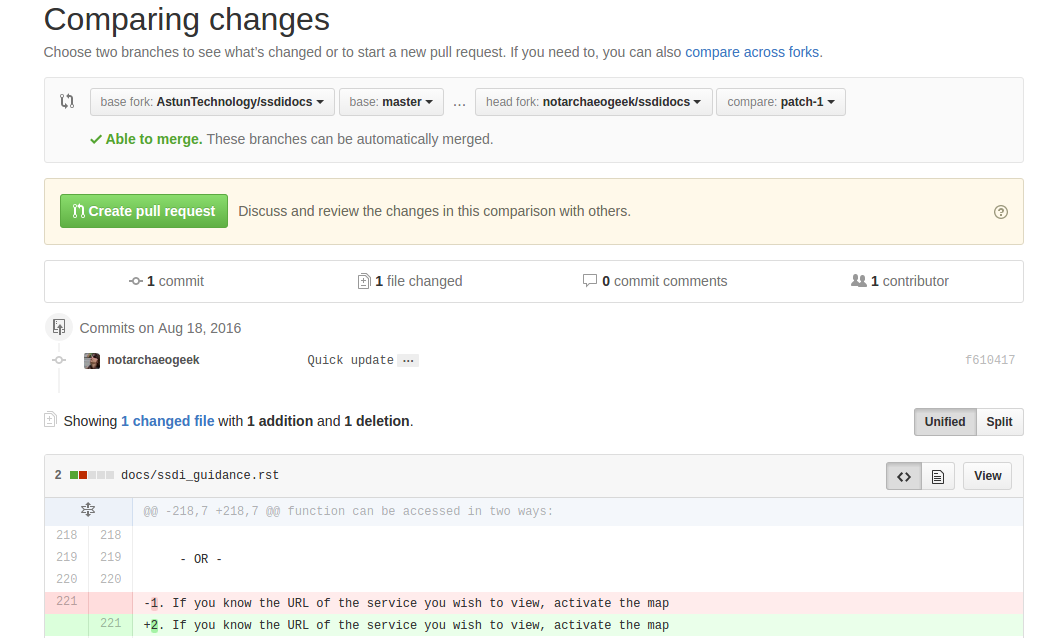 Comparing changes
Choose two branches to see what's changed or to start a new pull request. If you need to, you can also compare across forks.
base fork: AstunTechnology/ssdidocs base: master ... head fork: notarchaeogeek/ssdidocs compare: patch-1
Able to merge. These branches can be automatically merged.
Create pull request Discuss and review the changes in this comparison with others.
1 commit 1 file changed 0 commit comments 1 contributor
Commits on Aug 18, 2016
notarchaeogeek Quick update … f610417
Showing 1 changed file with 1 addition and 1 deletion.
Unified Split
2 docs/ssdi_guidance.rst View
@@ -218,7 +218,7 @@ function can be accessed in two ways:
218 218
219 219 - OR -
220 220
221 -1. If you know the URL of the service you wish to view, activate the map
221 +2. If you know the URL of the service you wish to view, activate the map